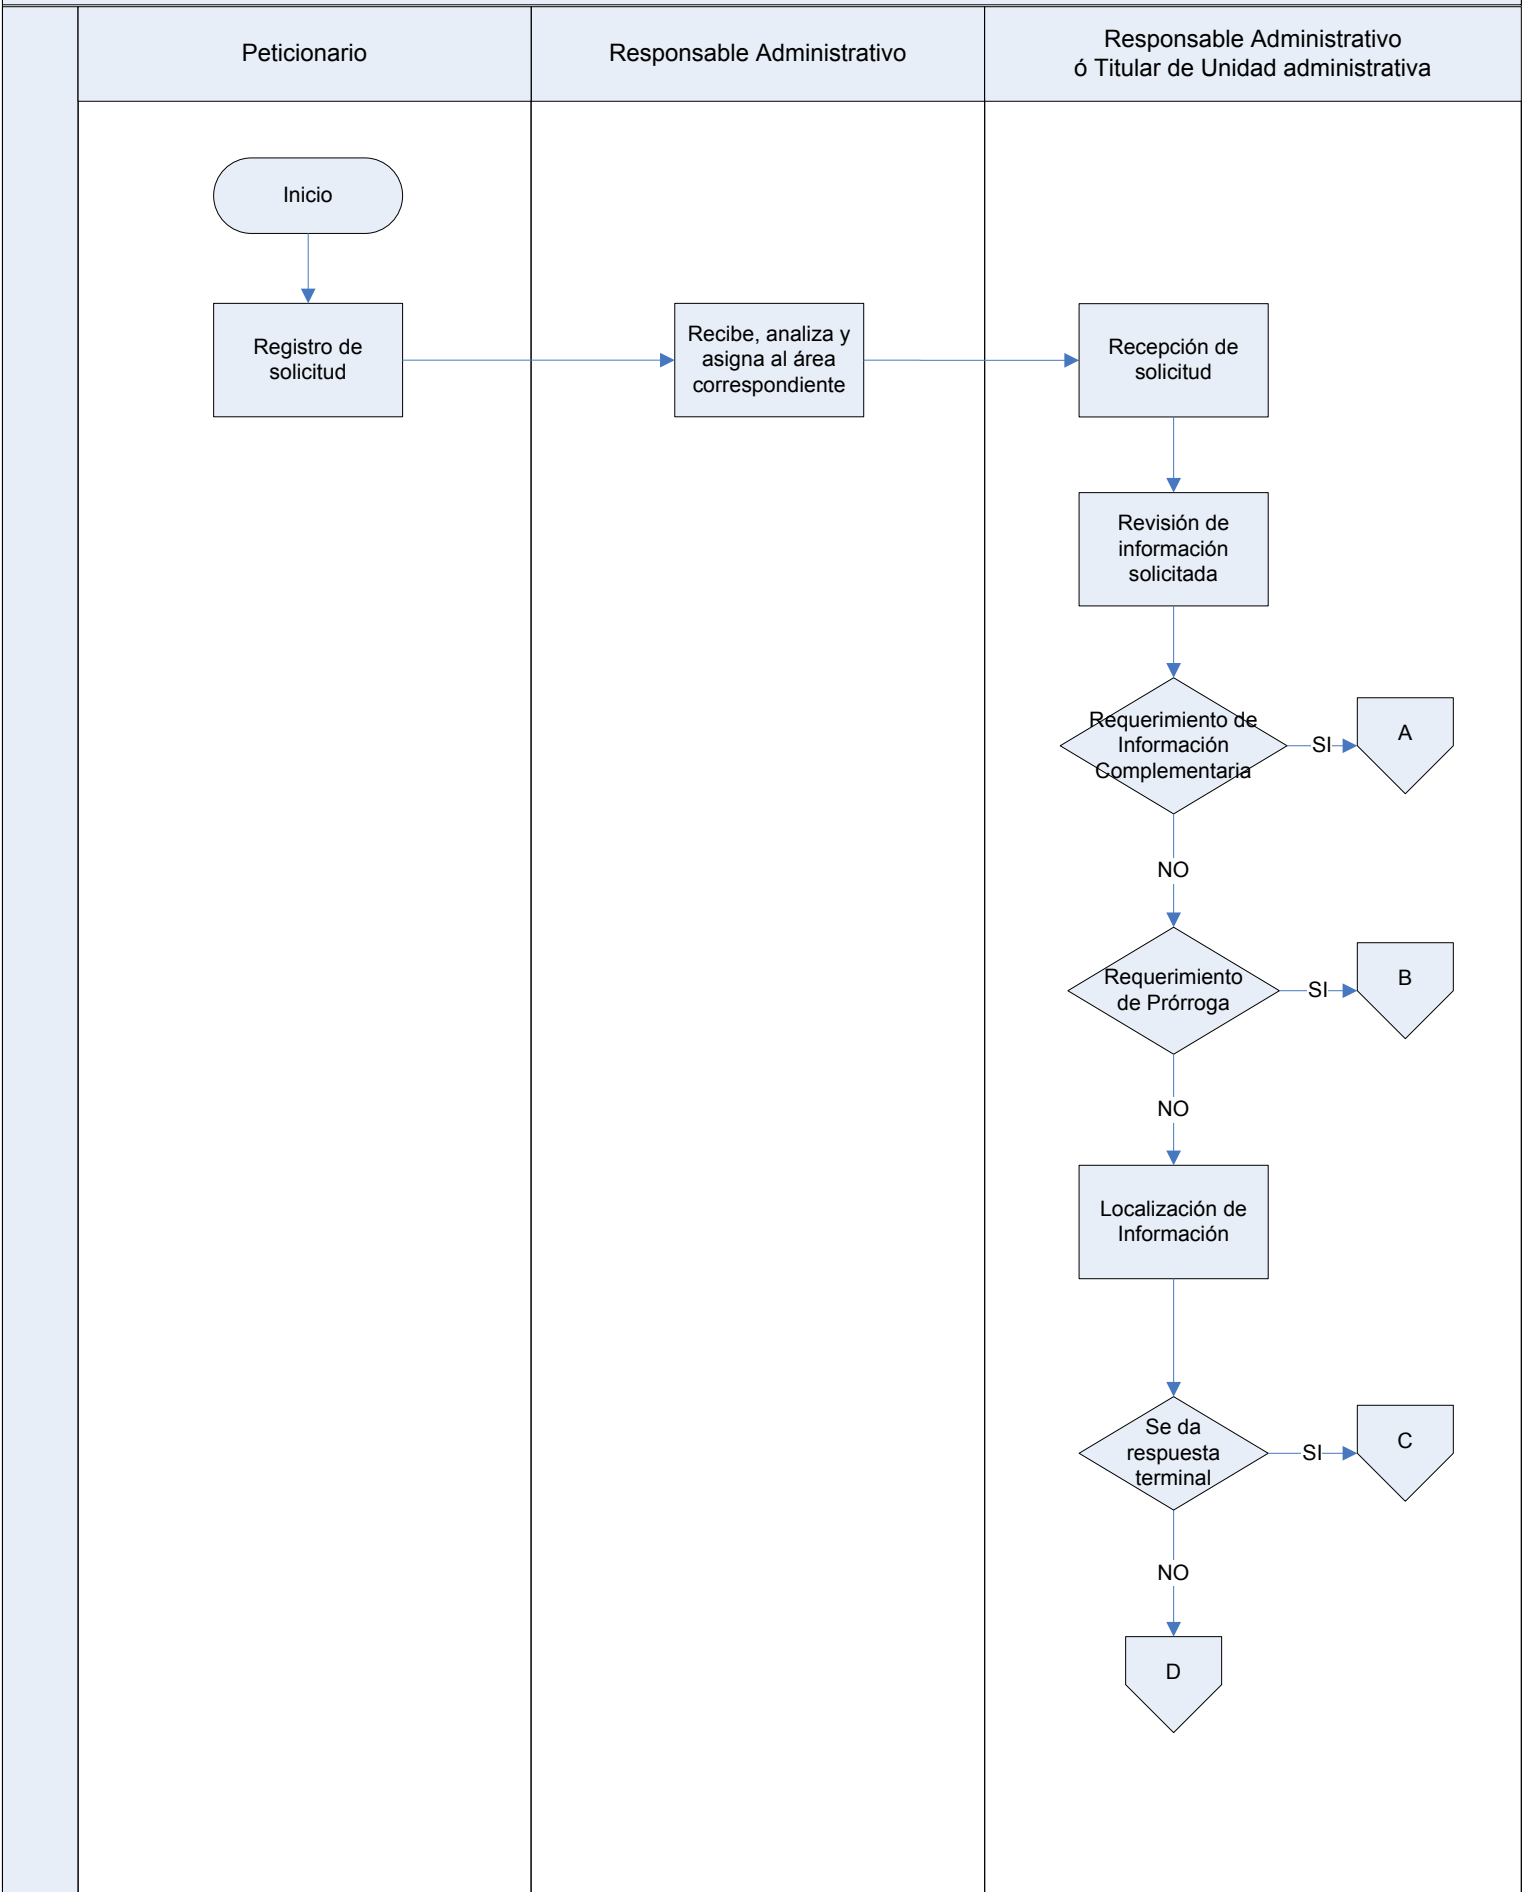 Peticionario
Responsable Administrativo
Responsable Administrativo
ó Titular de Unidad administrativa
Inicio
Registro de
solicitud
Recibe, analiza y
asigna al área
correspondiente
Recepción de
solicitud
Revisión de
información
solicitada
Requerimiento de
Información
Complementaria
SI
A
NO
Requerimiento
de Prórroga
SI
B
NO
Localización de
Información
Se da
respuesta
terminal
SI
C
NO
D